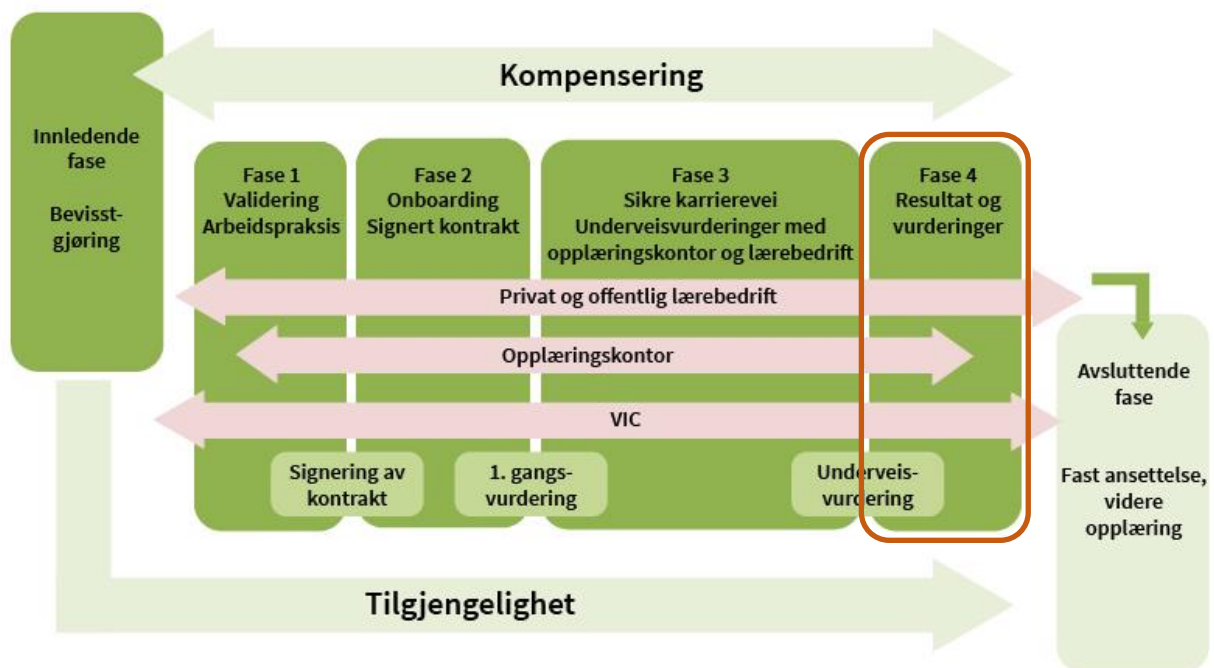 Kompensering
Innledende
fase
Bevisst-
gjøring
Fase 1
Validering
Arbeidspraksis
Fase 2
Onboarding
Signert kontrakt
Fase 3
Sikre karrierevei
Underveisvurderinger med
opplæringskontor og lærebedrift
Fase 4
Resultat og
vurderinger
Privat og offentlig lærebedrift
Opplæringskontor
VIC
Signering av
kontrakt
1. gangs-
vurdering
Underveis-
vurdering
Avsluttende
fase
Fast ansettelse,
videre
opplæring
Tilgjengelighet